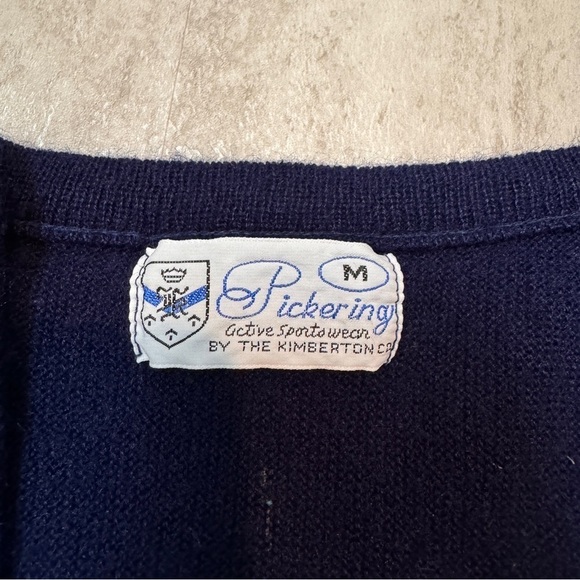 M
Pickering
active sportswear
BY THE KIMBERTON CO